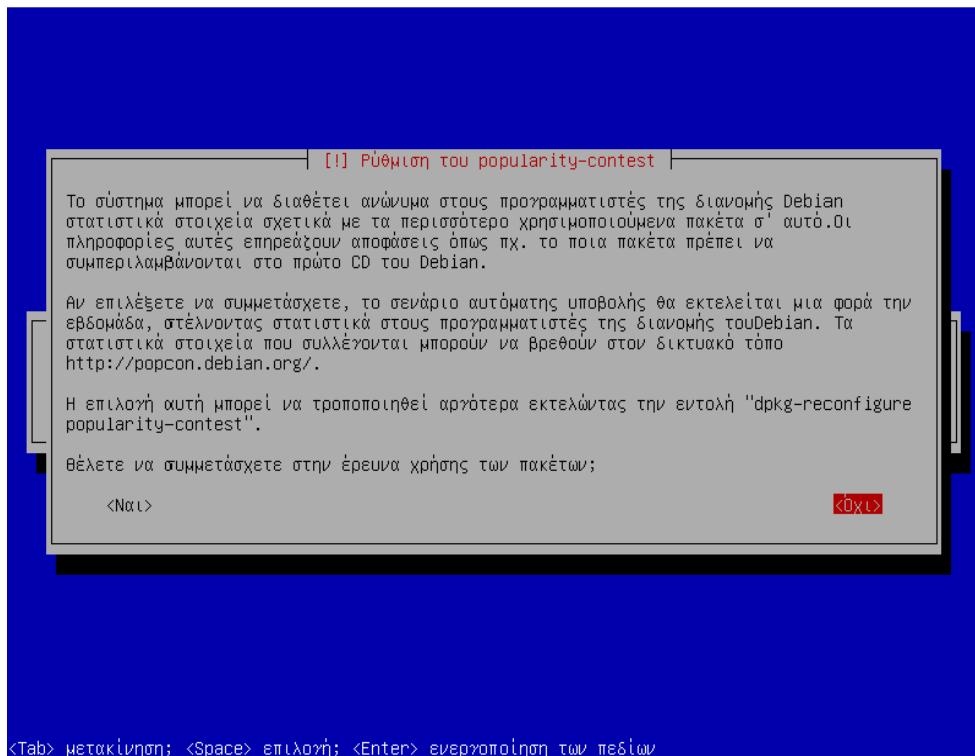 [!] Ρύθμιση του popularity-contest
Το σύστημα μπορεί να διαθέτει ανώνυμα στους προγραμματιστές της διανομής Debian
στατιστικά στοιχεία σχετικά με τα περισσότερο χρησιμοποιούμενα πακέτα σ' αυτό.Οι
πληροφορίες αυτές επηρεάζουν αποφάσεις όπως πχ. το ποια πακέτα πρέπει να
συμπεριλαμβάνονται στο πρώτο CD του Debian.
Αν επιλέξετε να συμμετάσχετε, το σενάριο αυτόματης υποβολής θα εκτελείται μια φορά την
εβδομάδα, στέλνοντας στατιστικά στους προγραμματιστές της διανομής τουDebian. Τα
στατιστικά στοιχεία που συλλέγονται μπορούν να βρεθούν στον δικτυακό τόπο
http://popcon.debian.org/.
Η επιλογή αυτή μπορεί να τροποποιηθεί αργότερα εκτελώντας την εντολή "dpkg-reconfigure
popularity-contest".
Θέλετε να συμμετάσχετε στην έρευνα χρήσης των πακέτων;
<Ναι> <Όχι>
<Tab> μετακίνηση; <Space> επιλογή; <Enter> ενεργοποίηση των πεδίων